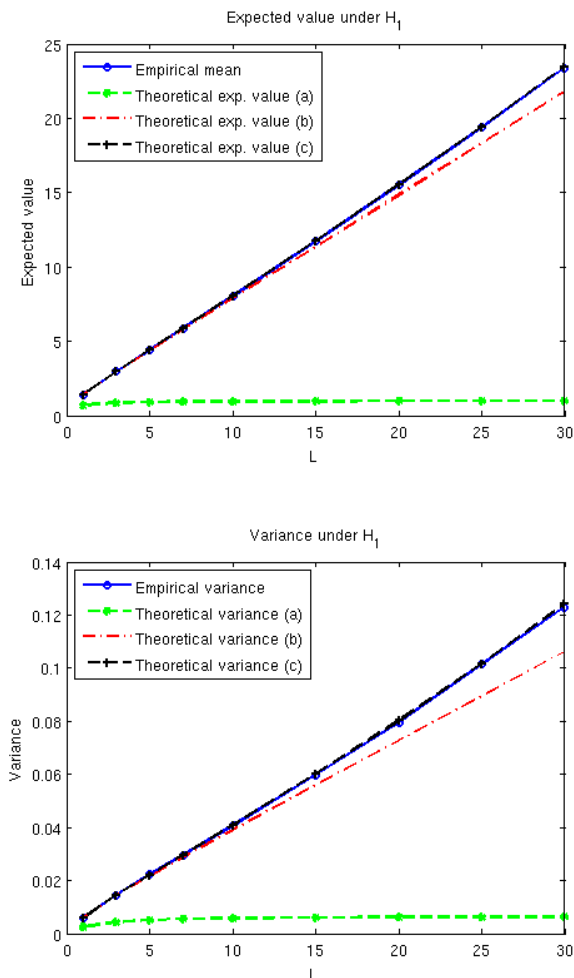 Expected value under H1
25
20
15
10
5
0
Expected value
Empirical mean
Theoretical exp. value (a)
Theoretical exp. value (b)
Theoretical exp. value (c)
0 5 10 15 20 25 30
L
Variance under H1
0.14
0.12
0.1
0.08
0.06
0.04
0.02
0
Variance
Empirical variance
Theoretical variance (a)
Theoretical variance (b)
Theoretical variance (c)
0 5 10 15 20 25 30
L